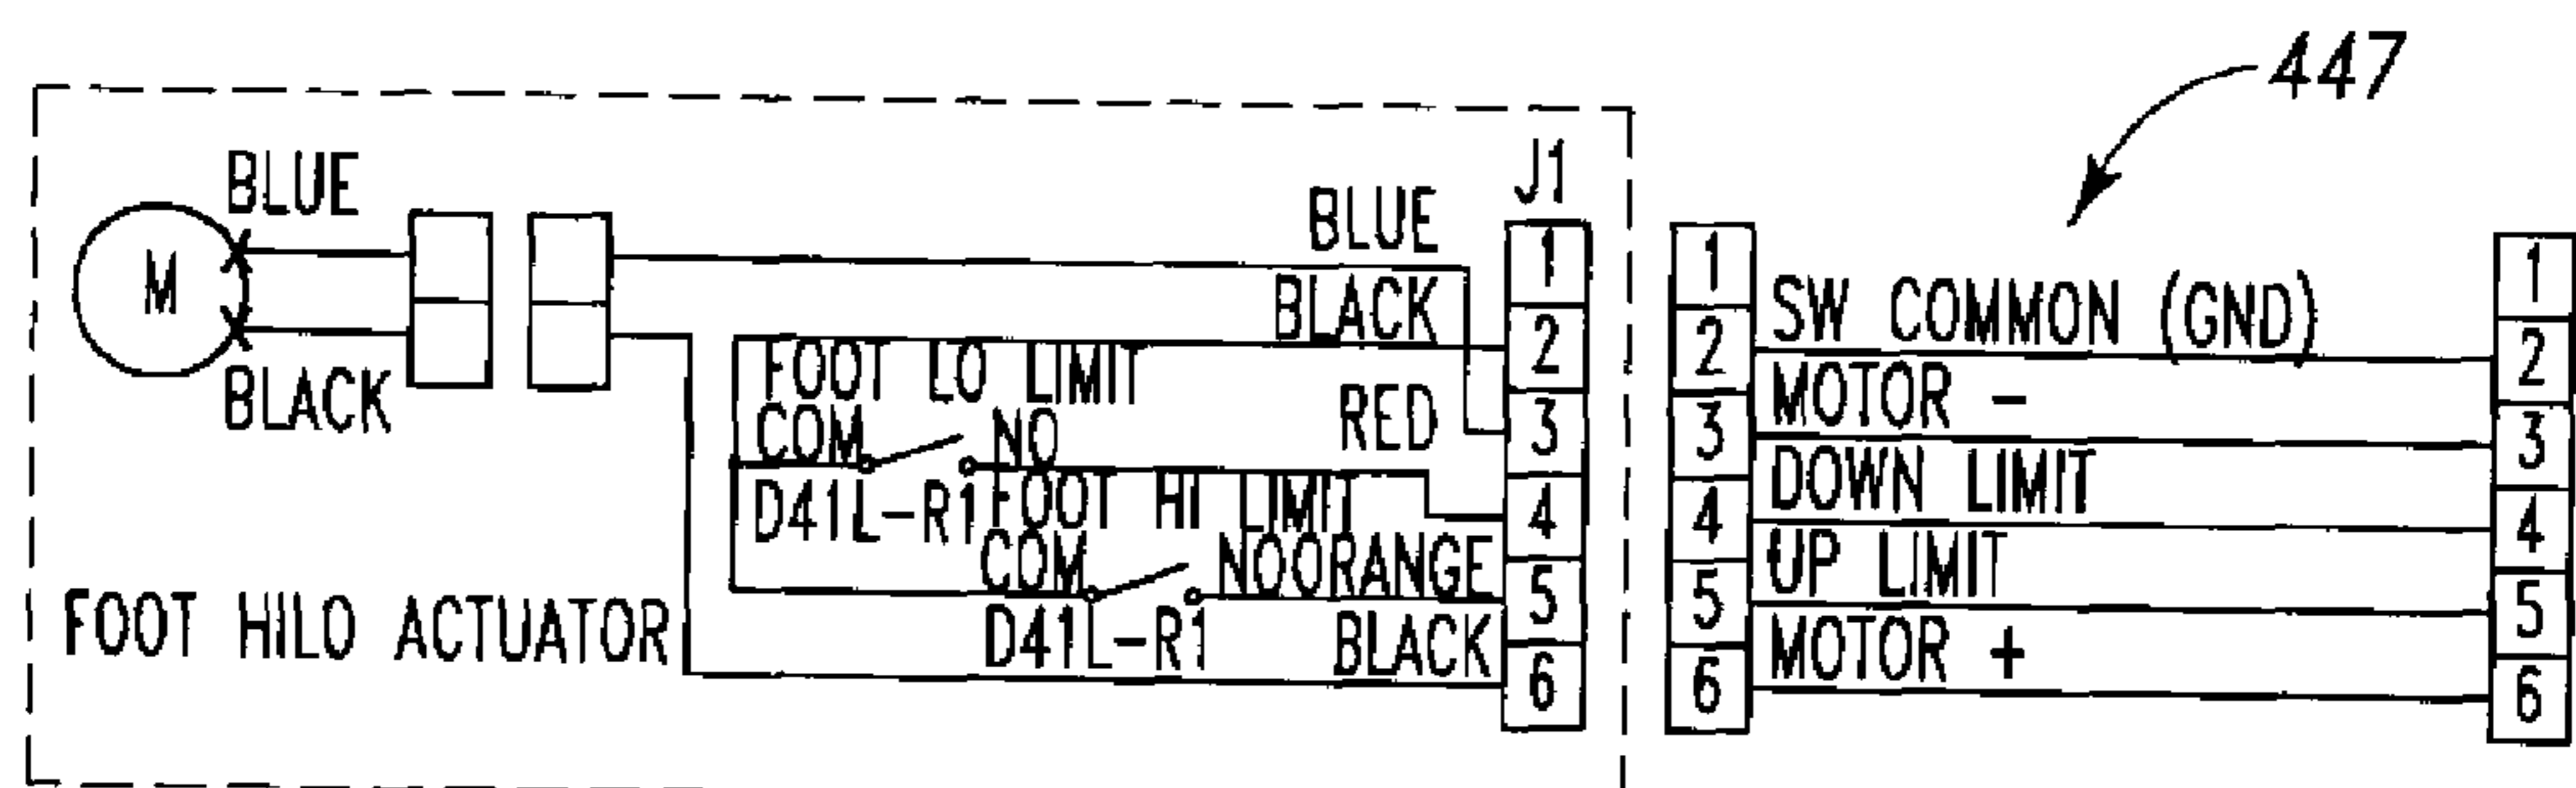 447
BLUE
M
BLACK
FOOT HILO ACTUATOR
J1
BLUE
BLACK
FOOT LO LIMIT
COM NO
RED
D41L-R1
FOOT HI LIMIT
COM NO
ORANGE
D41L-R1
BLACK
1
2
3
4
5
6
1
2
3
4
5
6
SW COMMON (GND)
MOTOR -
DOWN LIMIT
UP LIMIT
MOTOR +
1
2
3
4
5
6